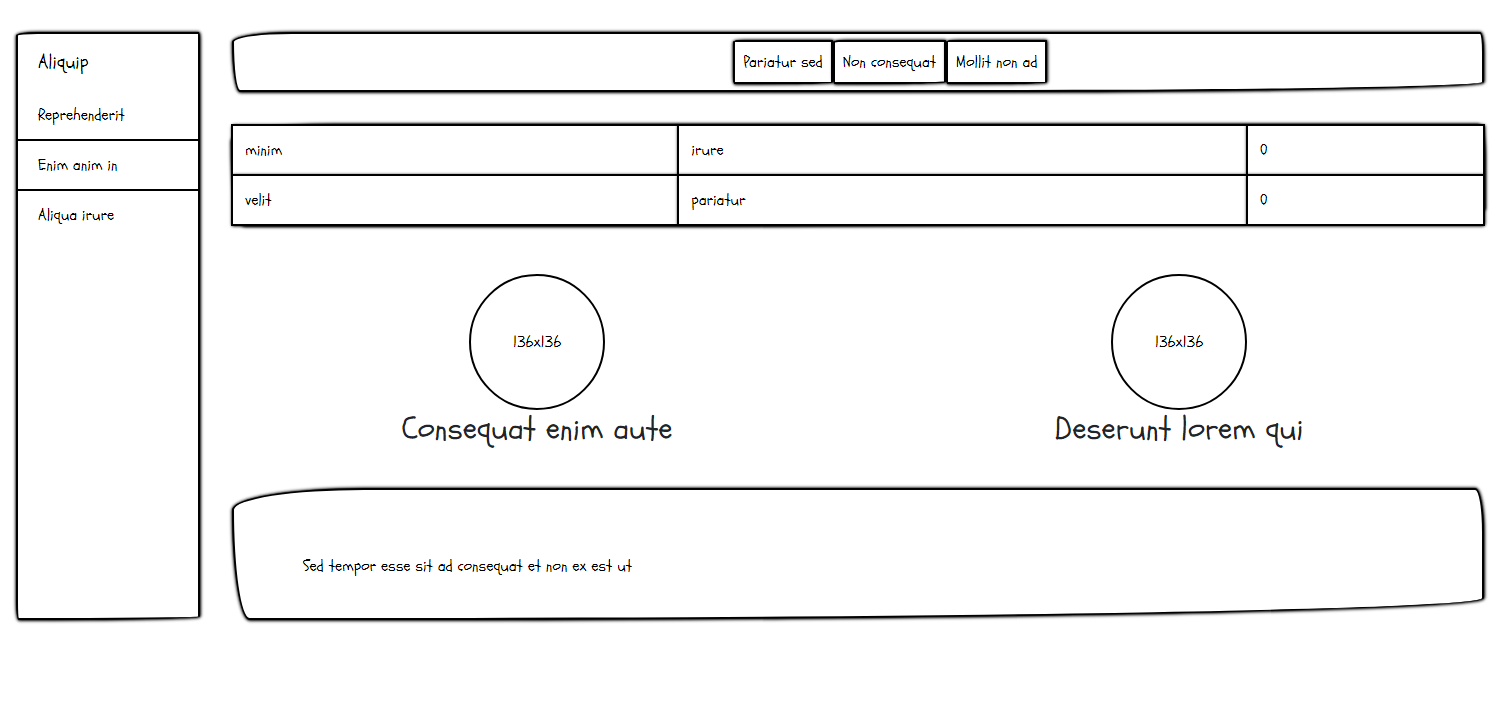 Aliquip
Reprehenderit
Enim anim in
Aliqua irure
Pariatur sed Non consequat Mollit non ad
minim irure 0
velit pariatur 0
136x136 136x136
Consequat enim aute Deserunt lorem qui
Sed tempor esse sit ad consequat et non ex est ut